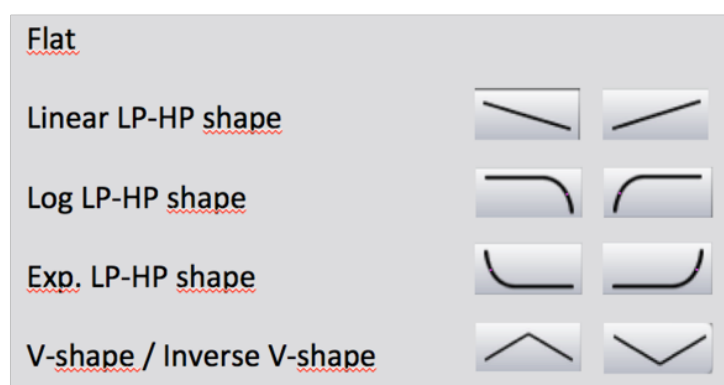 Flat
Linear LP-HP shape
Log LP-HP shape
Exp. LP-HP shape
V-shape / Inverse V-shape